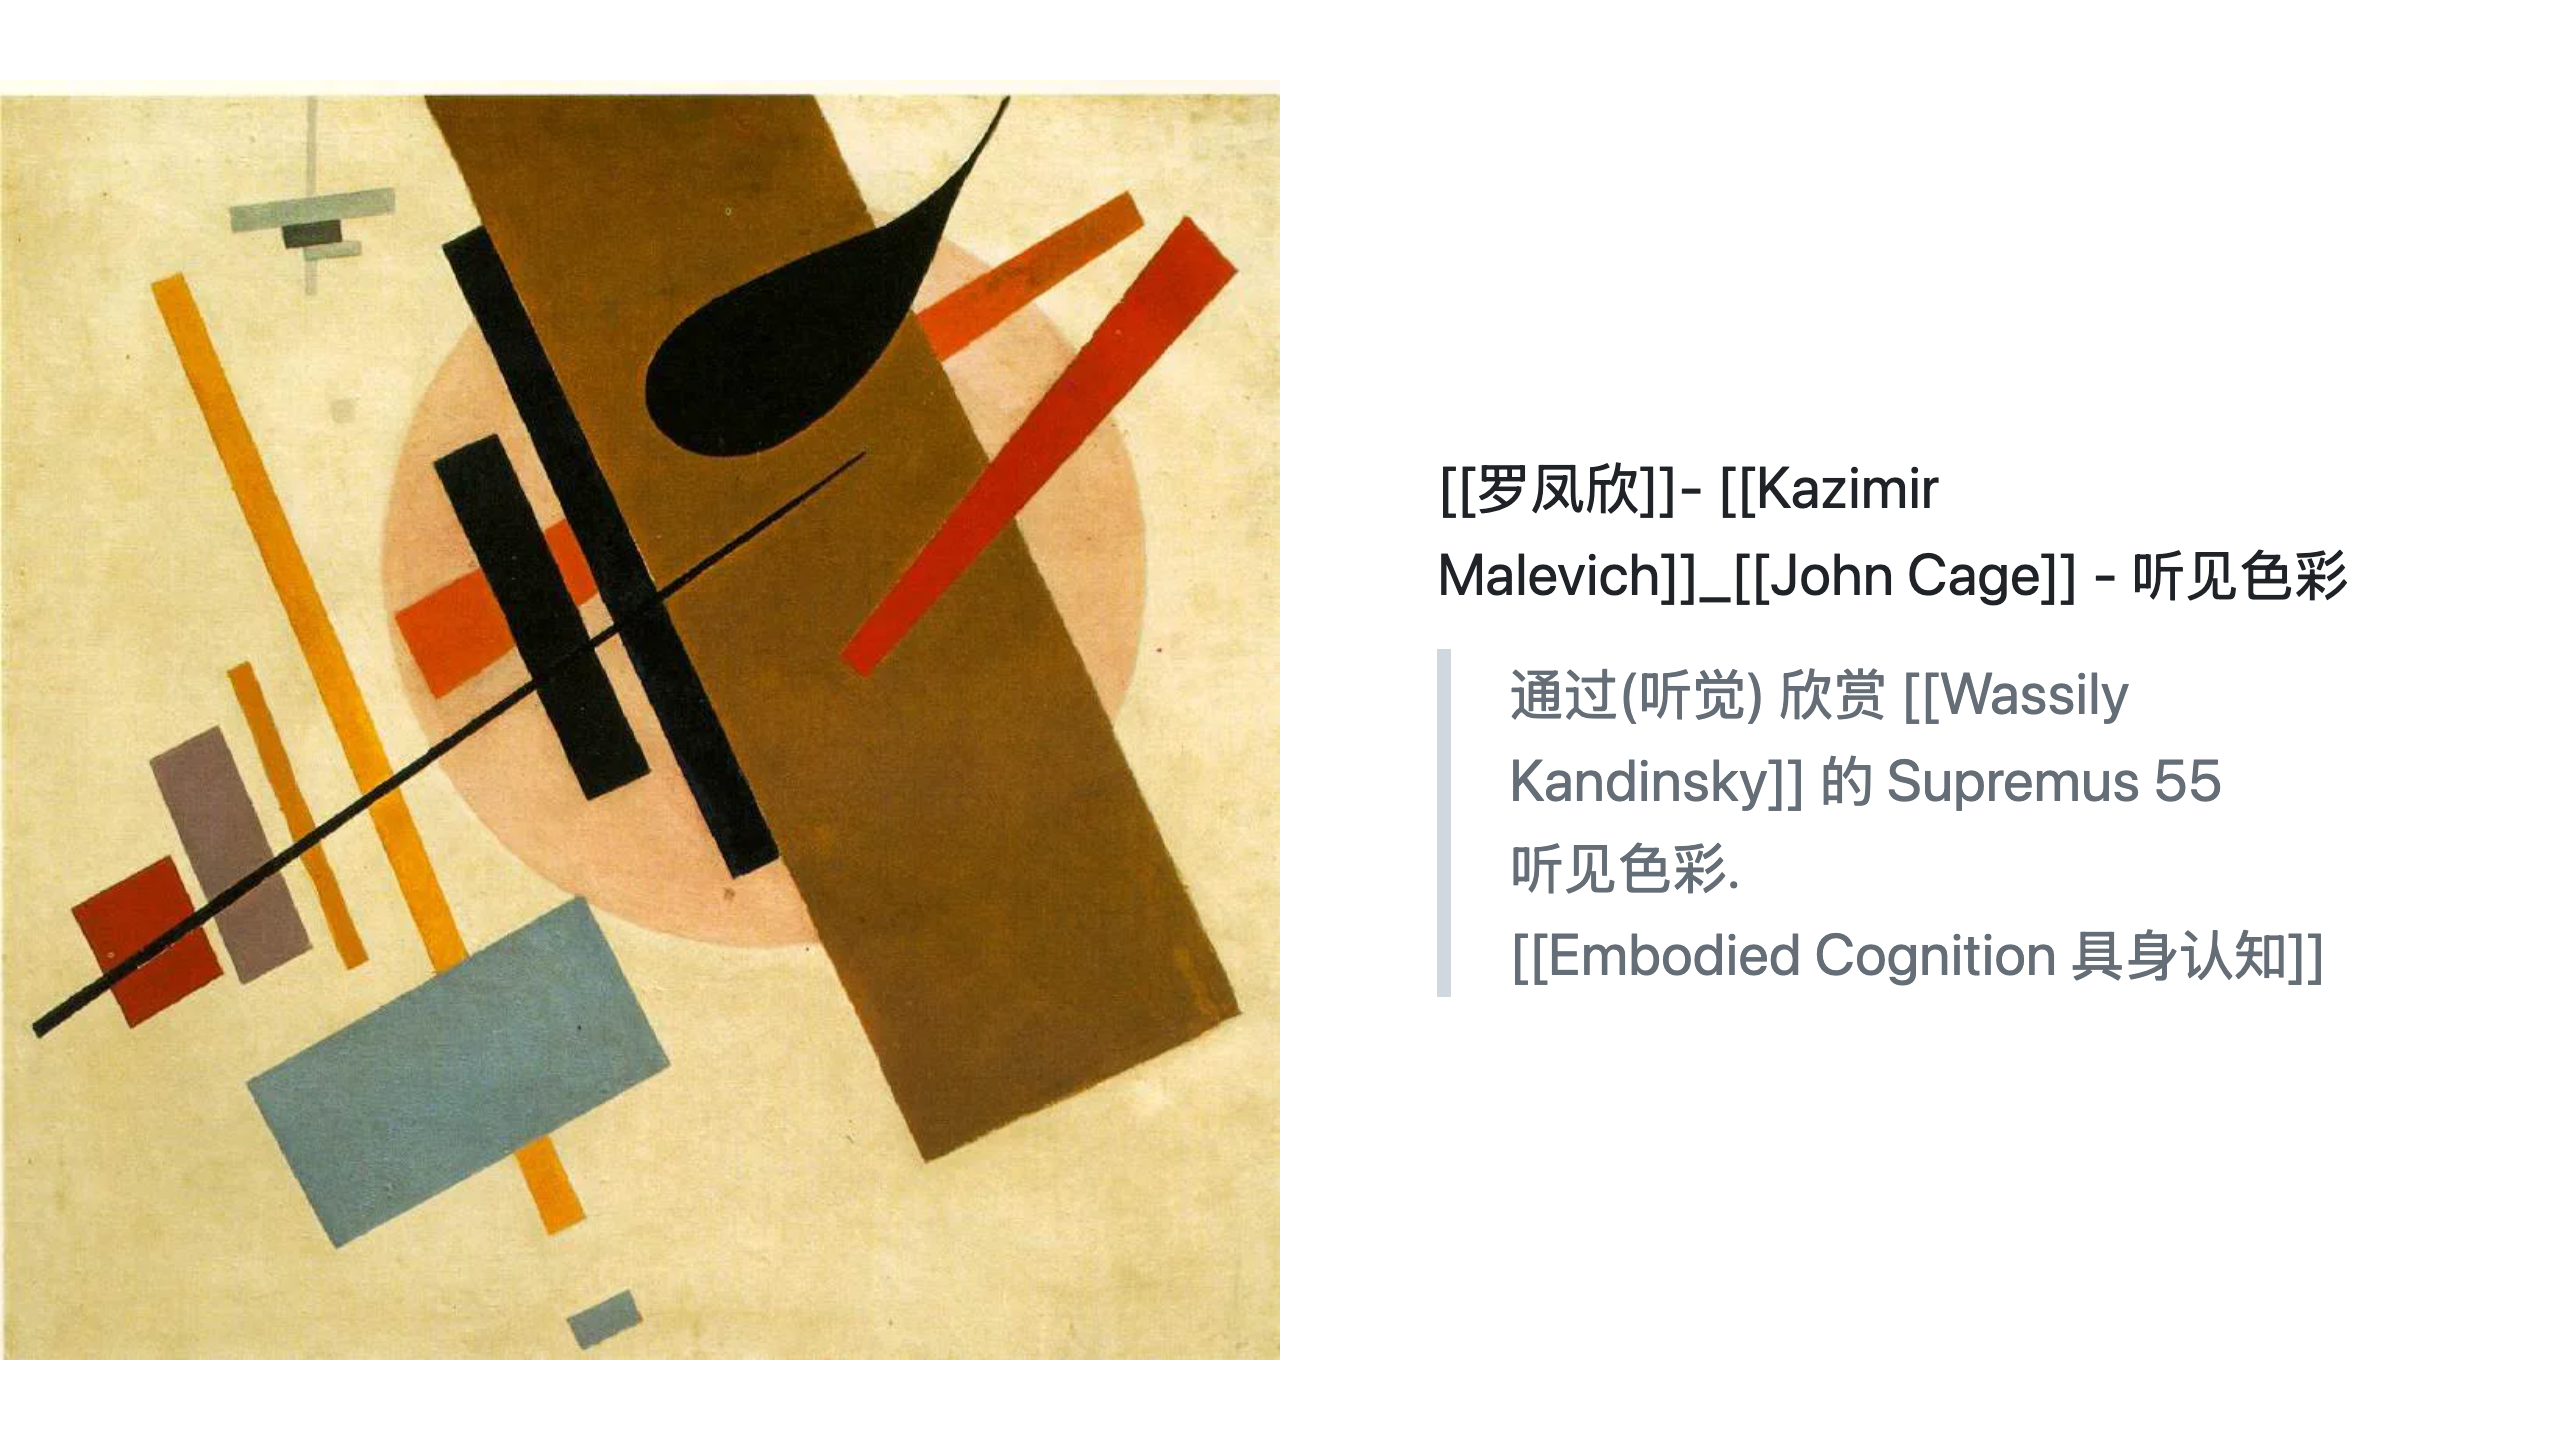 [[罗凤欣]]- [[Kazimir
Malevich]]_[[John Cage]] - 听见色彩
通过(听觉) 欣赏 [[Wassily
Kandinsky]] 的 Supremus 55
听见色彩.
[[Embodied Cognition 具身认知]]